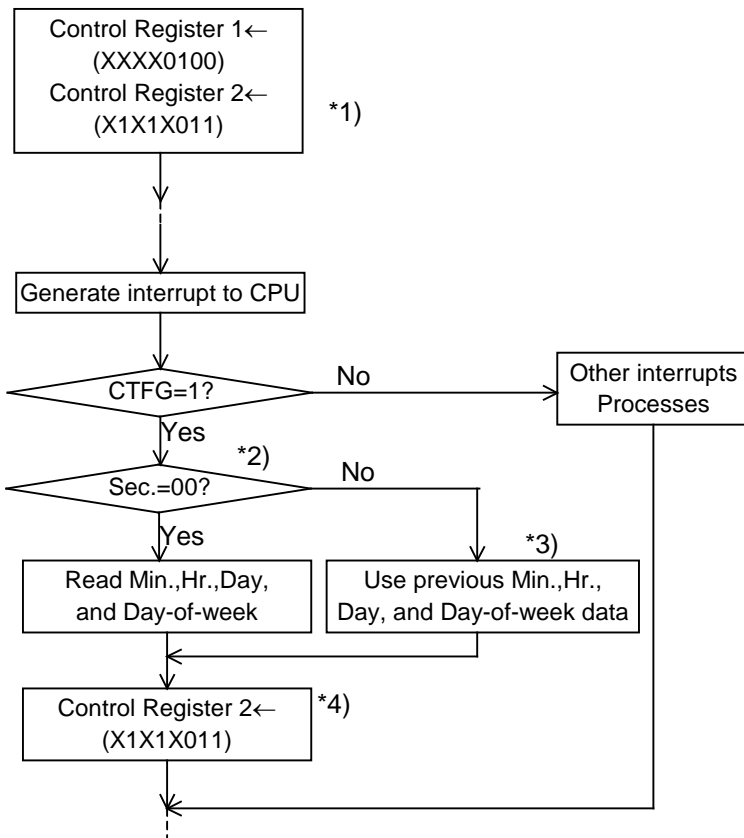 Control Register 1←
(XXXX0100)
Control Register 2←
(X1X1X011)
*1)
Generate interrupt to CPU
CTFG=1?
No
Other interrupts
Processes
Yes
*2)
Sec.=00?
No
Yes
*3)
Read Min.,Hr.,Day,
and Day-of-week
Use previous Min.,Hr.,
Day, and Day-of-week data
Control Register 2←
(X1X1X011)
*4)